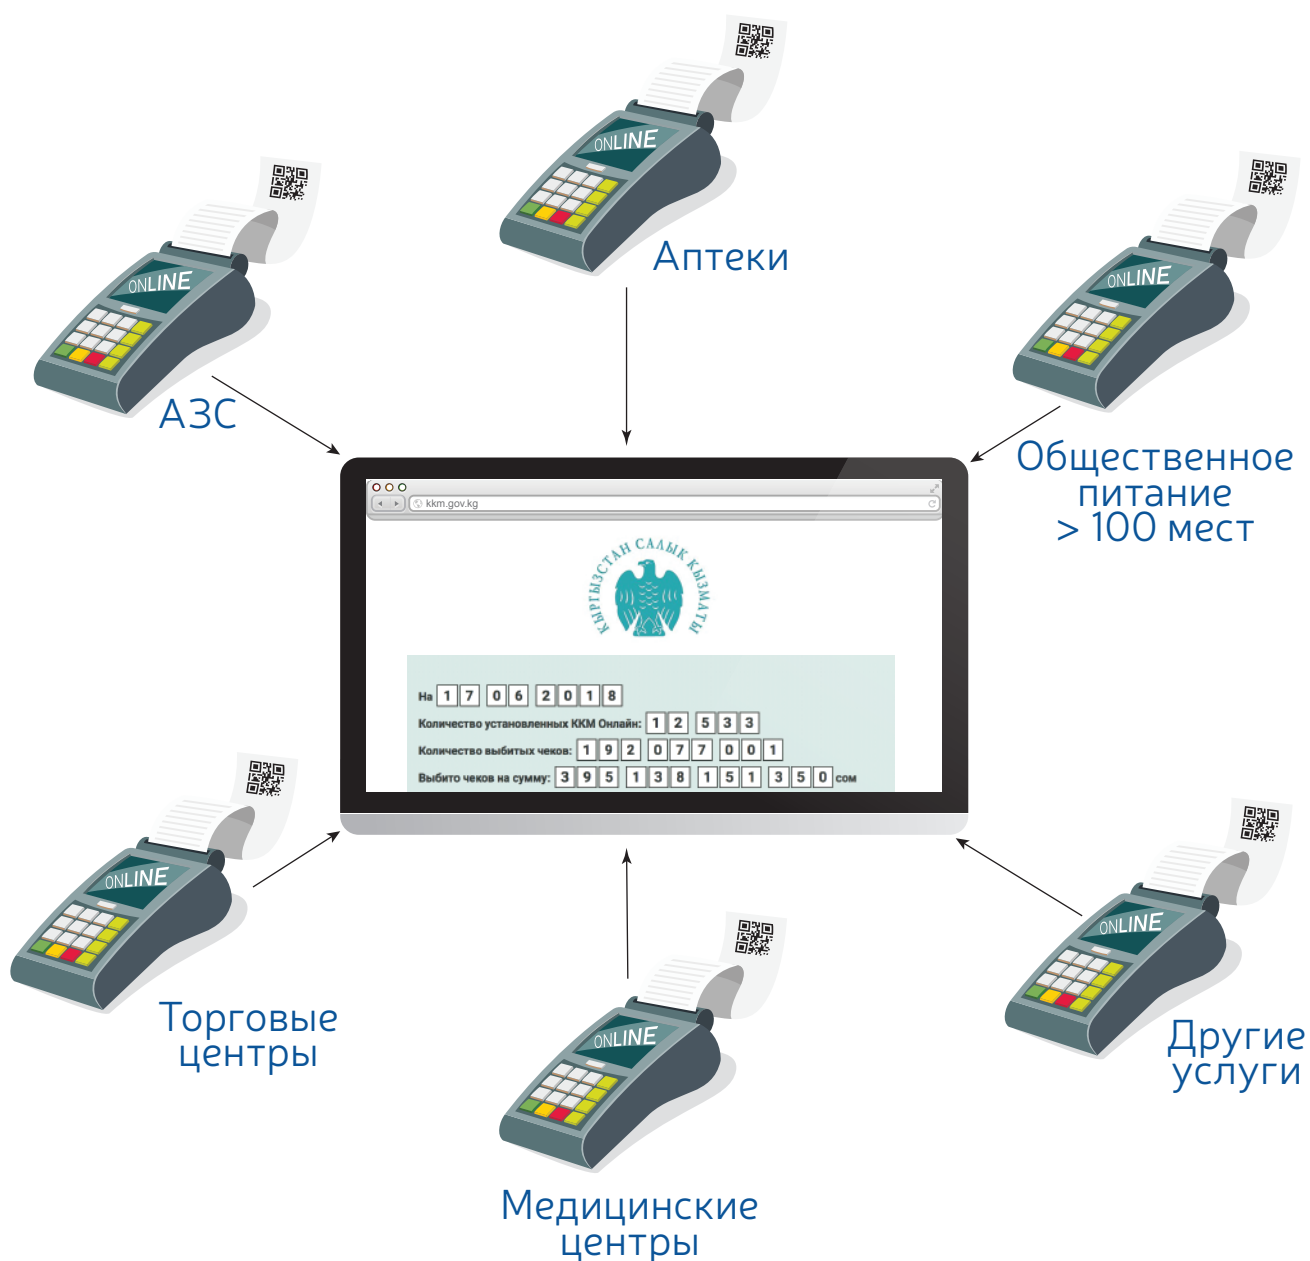 ONLINE
Аптеки
ONLINE
АЗС
ONLINE
Общественное
питание
> 100 мест
kkm.gov.kg
КЫРГЫЗСТАН САЛЫК КЫЗМАТЫ
На 17 06 2018
Количество установленных ККМ Онлайн: 12 533
Количество выбитых чеков: 192 077 001
Выбито чеков на сумму: 395 138 151 350 сом
ONLINE
Торговые
центры
ONLINE
Медицинские
центры
ONLINE
Другие
услуги